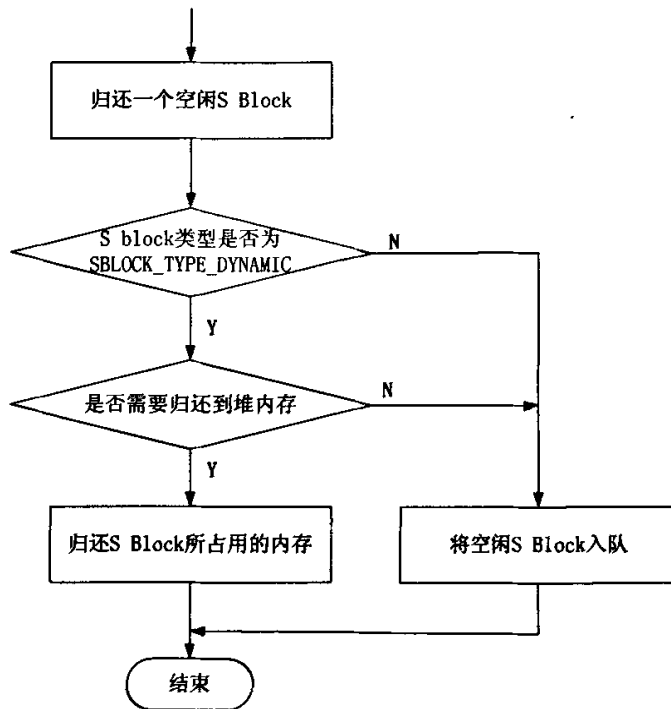 归还一个空闲S Block
S block类型是否为
SBLOCK_TYPE_DYNAMIC
N
Y
是否需要归还到堆内存
N
Y
归还S Block所占用的内存
将空闲S Block入队
结束